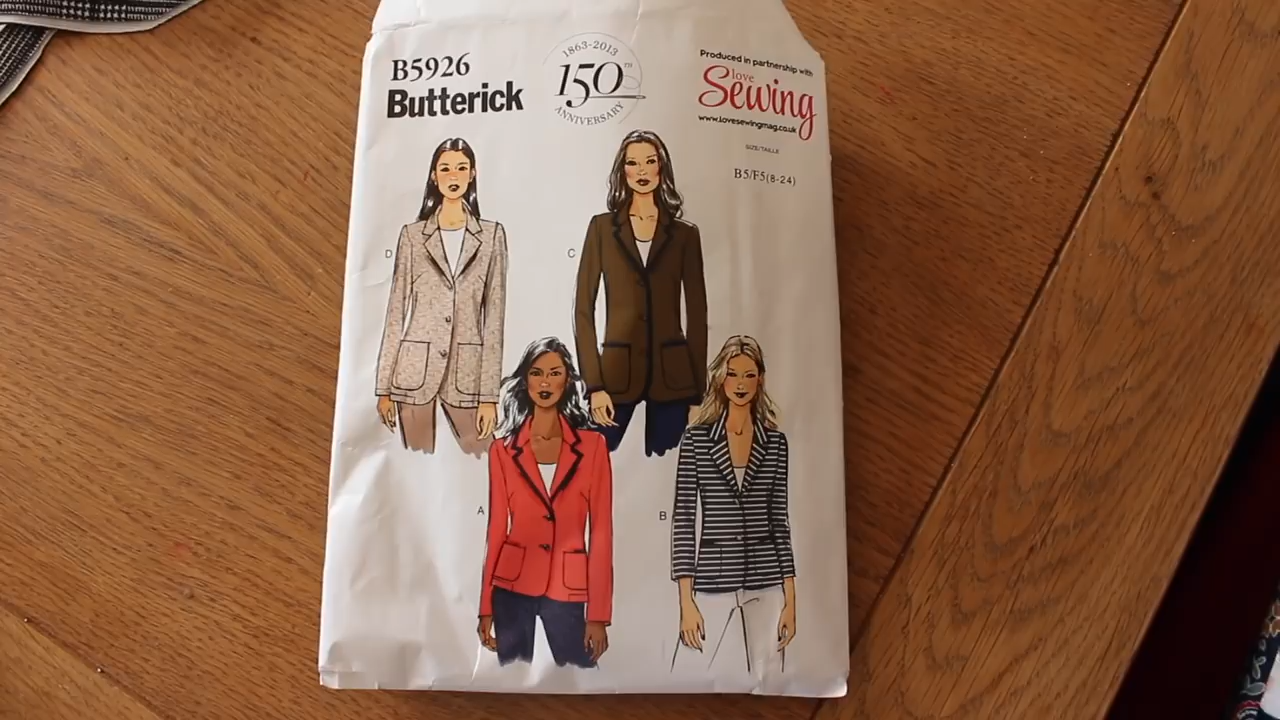 B5926
Butterick
1863-2013
150TH
ANNIVERSARY
Produced in partnership with
love
Sewing
www.lovesewingmag.co.uk
SIZE/TAILLE
B5/F5(8-24)
D
C
A
B